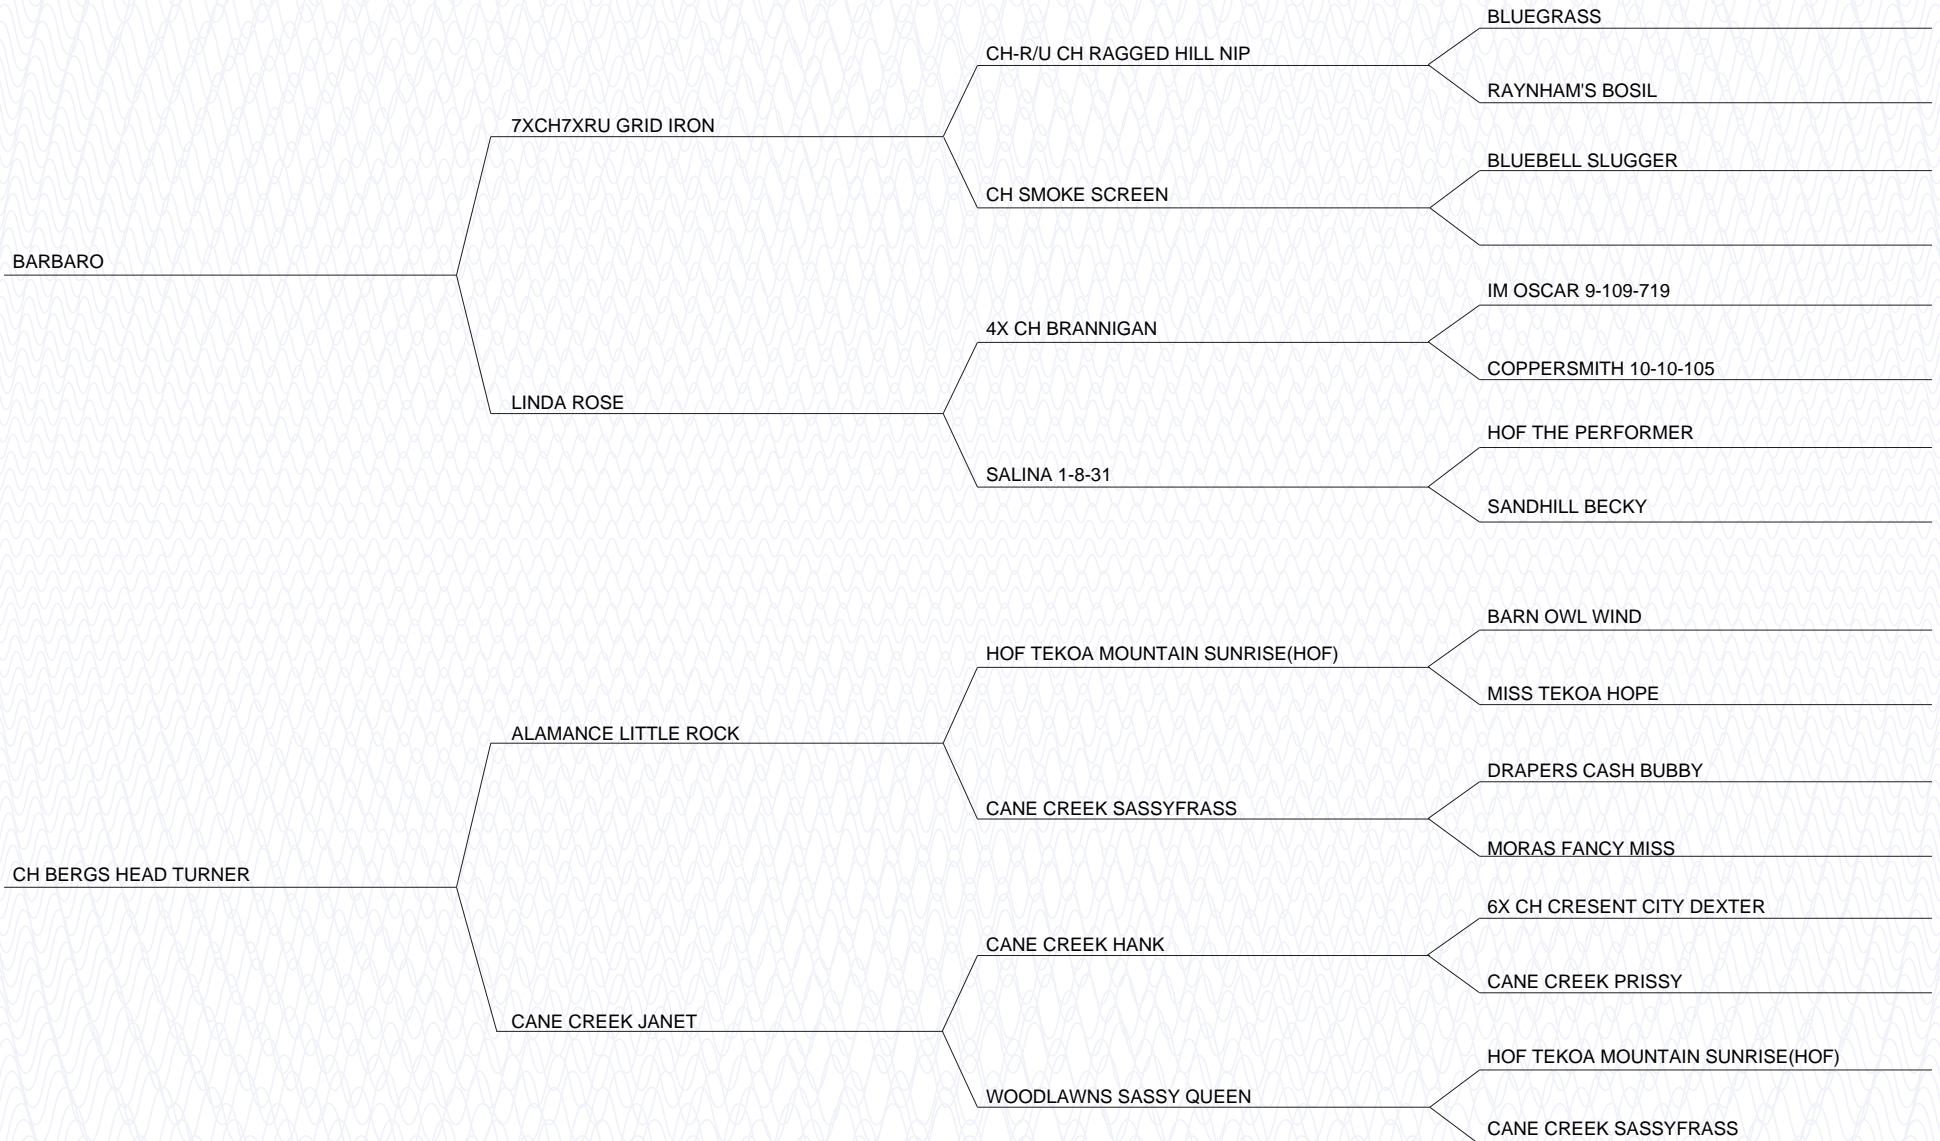 BLUEGRASS
CH-R/U CH RAGGED HILL NIP
RAYNHAM'S BOSIL
7XCH7XRU GRID IRON
BLUEBELL SLUGGER
CH SMOKE SCREEN
BARBARO
IM OSCAR 9-109-719
4X CH BRANNIGAN
COPPERSMITH 10-10-105
LINDA ROSE
HOF THE PERFORMER
SALINA 1-8-31
SANDHILL BECKY
BARN OWL WIND
HOF TEKOA MOUNTAIN SUNRISE(HOF)
MISS TEKOA HOPE
ALAMANCE LITTLE ROCK
DRAPERS CASH BUBBY
CANE CREEK SASSYFRASS
MORAS FANCY MISS
CH BERGS HEAD TURNER
6X CH CRESENT CITY DEXTER
CANE CREEK HANK
CANE CREEK PRISSY
CANE CREEK JANET
HOF TEKOA MOUNTAIN SUNRISE(HOF)
WOODLAWNS SASSY QUEEN
CANE CREEK SASSYFRASS